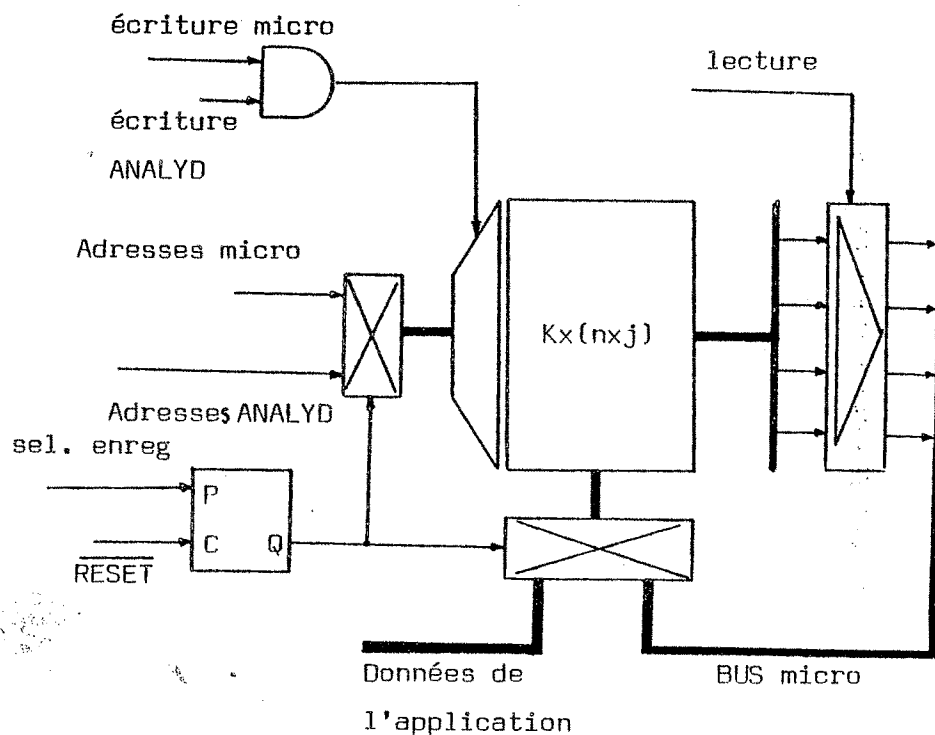 écriture micro
lecture
écriture
ANALYD
Adresses micro
Kx(nxj)
Adresses ANALYD
sel. enreg
P
C Q
RESET
Données de
l'application
BUS micro